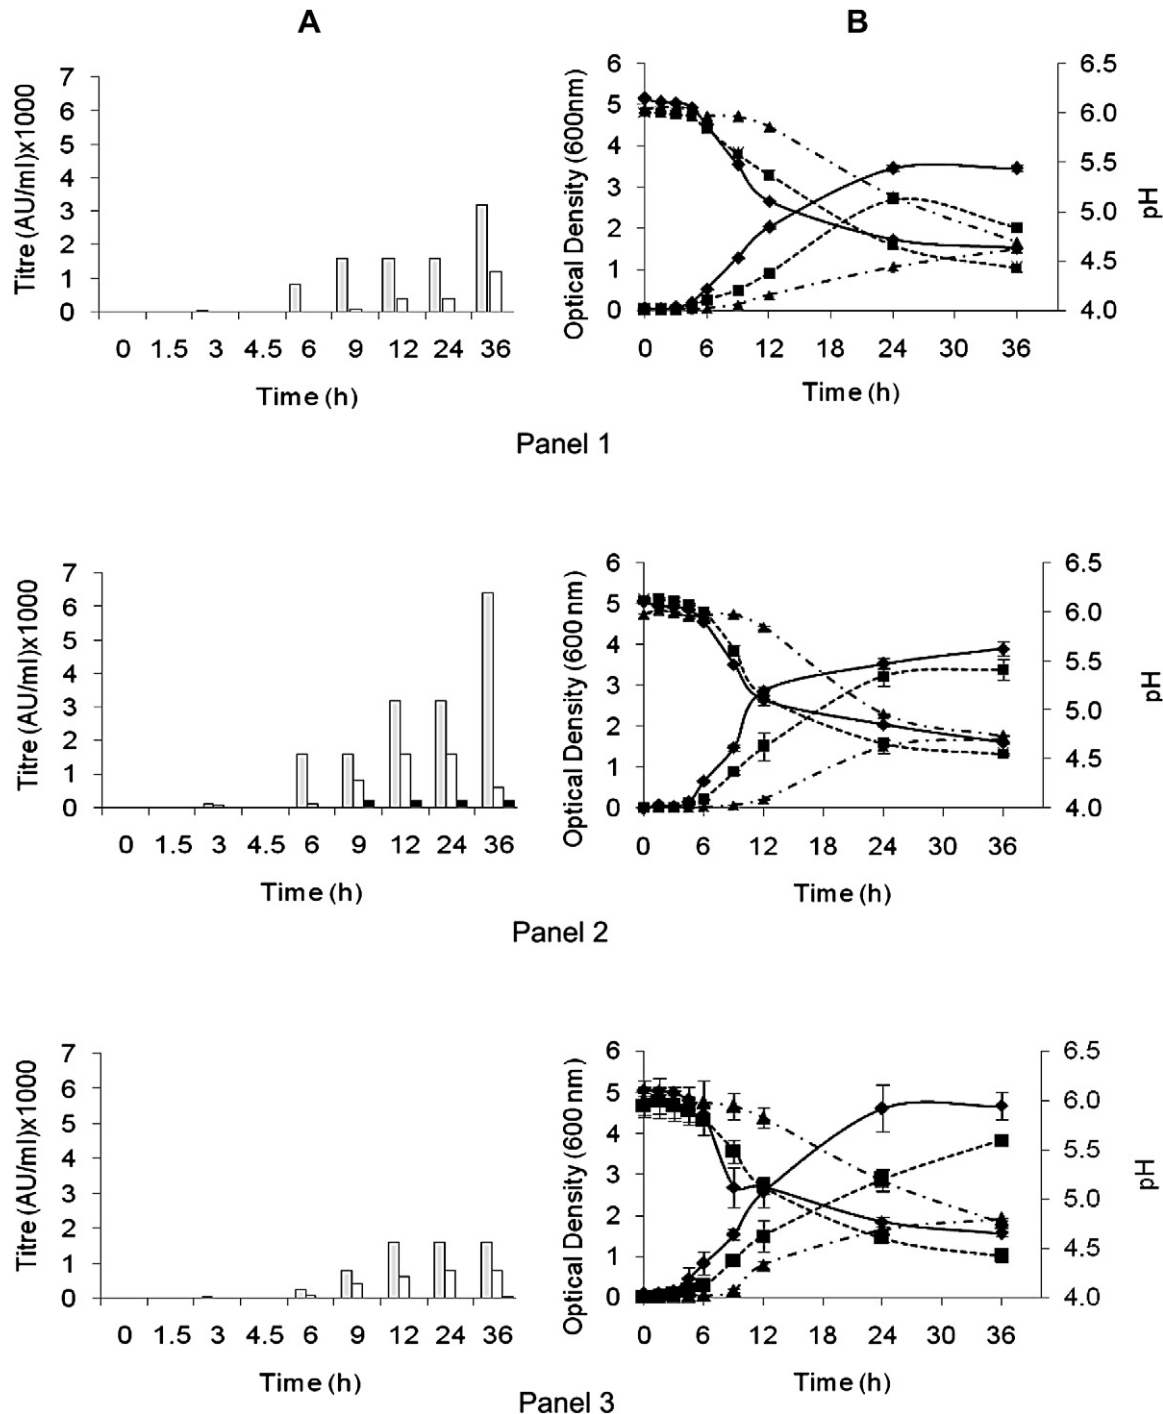 A
B
Titre (AU/ml)x1000
7
6
5
4
3
2
1
0
0 1.5 3 4.5 6 9 12 24 36
Time (h)
Optical Density (600nm)
6
5
4
3
2
1
0
0 6 12 18 24 30 36
Time (h)
6.5
6.0
5.5
5.0
4.5
4.0
pH
Panel 1
Titre (AU/ml)x1000
7
6
5
4
3
2
1
0
0 1.5 3 4.5 6 9 12 24 36
Time (h)
Optical Density (600 nm)
6
5
4
3
2
1
0
0 6 12 18 24 30 36
Time (h)
6.5
6.0
5.5
5.0
4.5
4.0
pH
Panel 2
Titre (AU/ml)x1000
7
6
5
4
3
2
1
0
0 1.5 3 4.5 6 9 12 24 36
Time (h)
Optical Density (600 nm)
6
5
4
3
2
1
0
0 6 12 18 24 30 36
Time (h)
6.5
6.0
5.5
5.0
4.5
4.0
pH
Panel 3